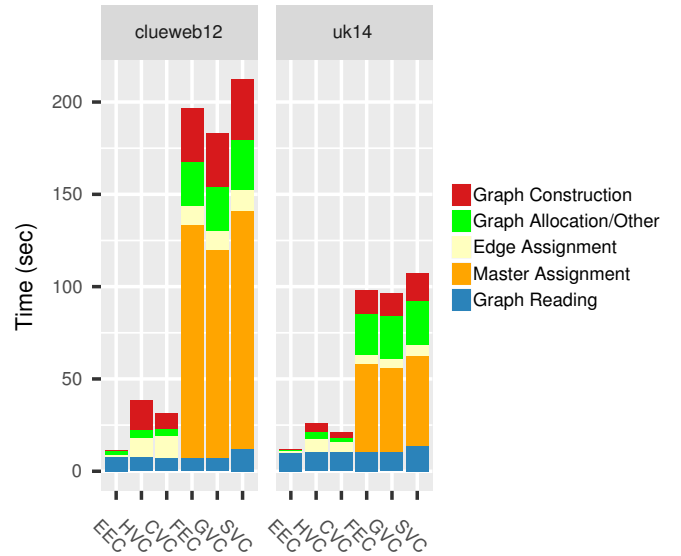 clueweb12 uk14
Time (sec)
200
150
100
50
0
EEC HVC CVC FEC GVC SVC EEC HVC CVC FEC GVC SVC
Graph Construction
Graph Allocation/Other
Edge Assignment
Master Assignment
Graph Reading